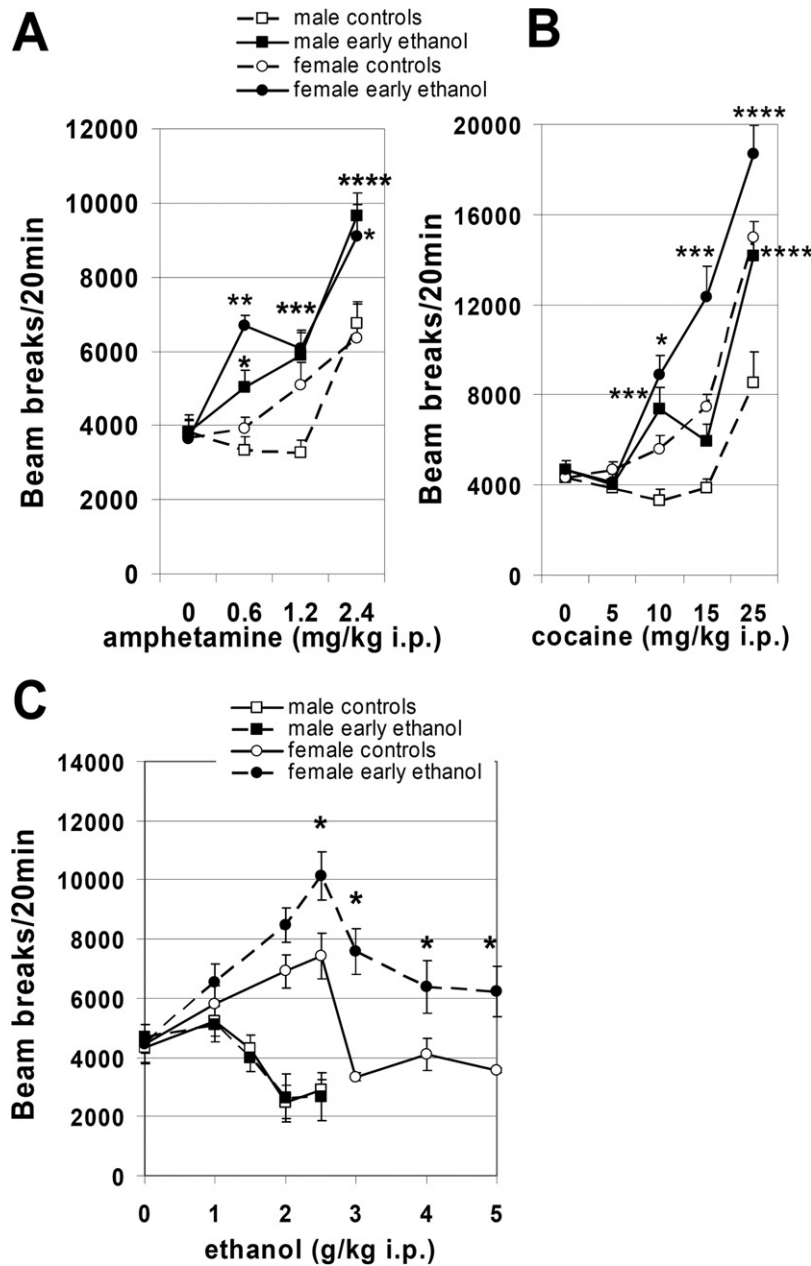 A
male controls
male early ethanol
female controls
female early ethanol
12000
10000
8000
6000
4000
2000
0
Beam breaks/20min
****
*
**
***
*
0 0.6 1.2 2.4
amphetamine (mg/kg i.p.)
B
20000
16000
12000
8000
4000
0
Beam breaks/20min
****
***
****
*
***
0 5 10 15 25
cocaine (mg/kg i.p.)
C
male controls
male early ethanol
female controls
female early ethanol
14000
12000
10000
8000
6000
4000
2000
0
Beam breaks/20min
*
*
*
*
0 1 2 3 4 5
ethanol (g/kg i.p.)